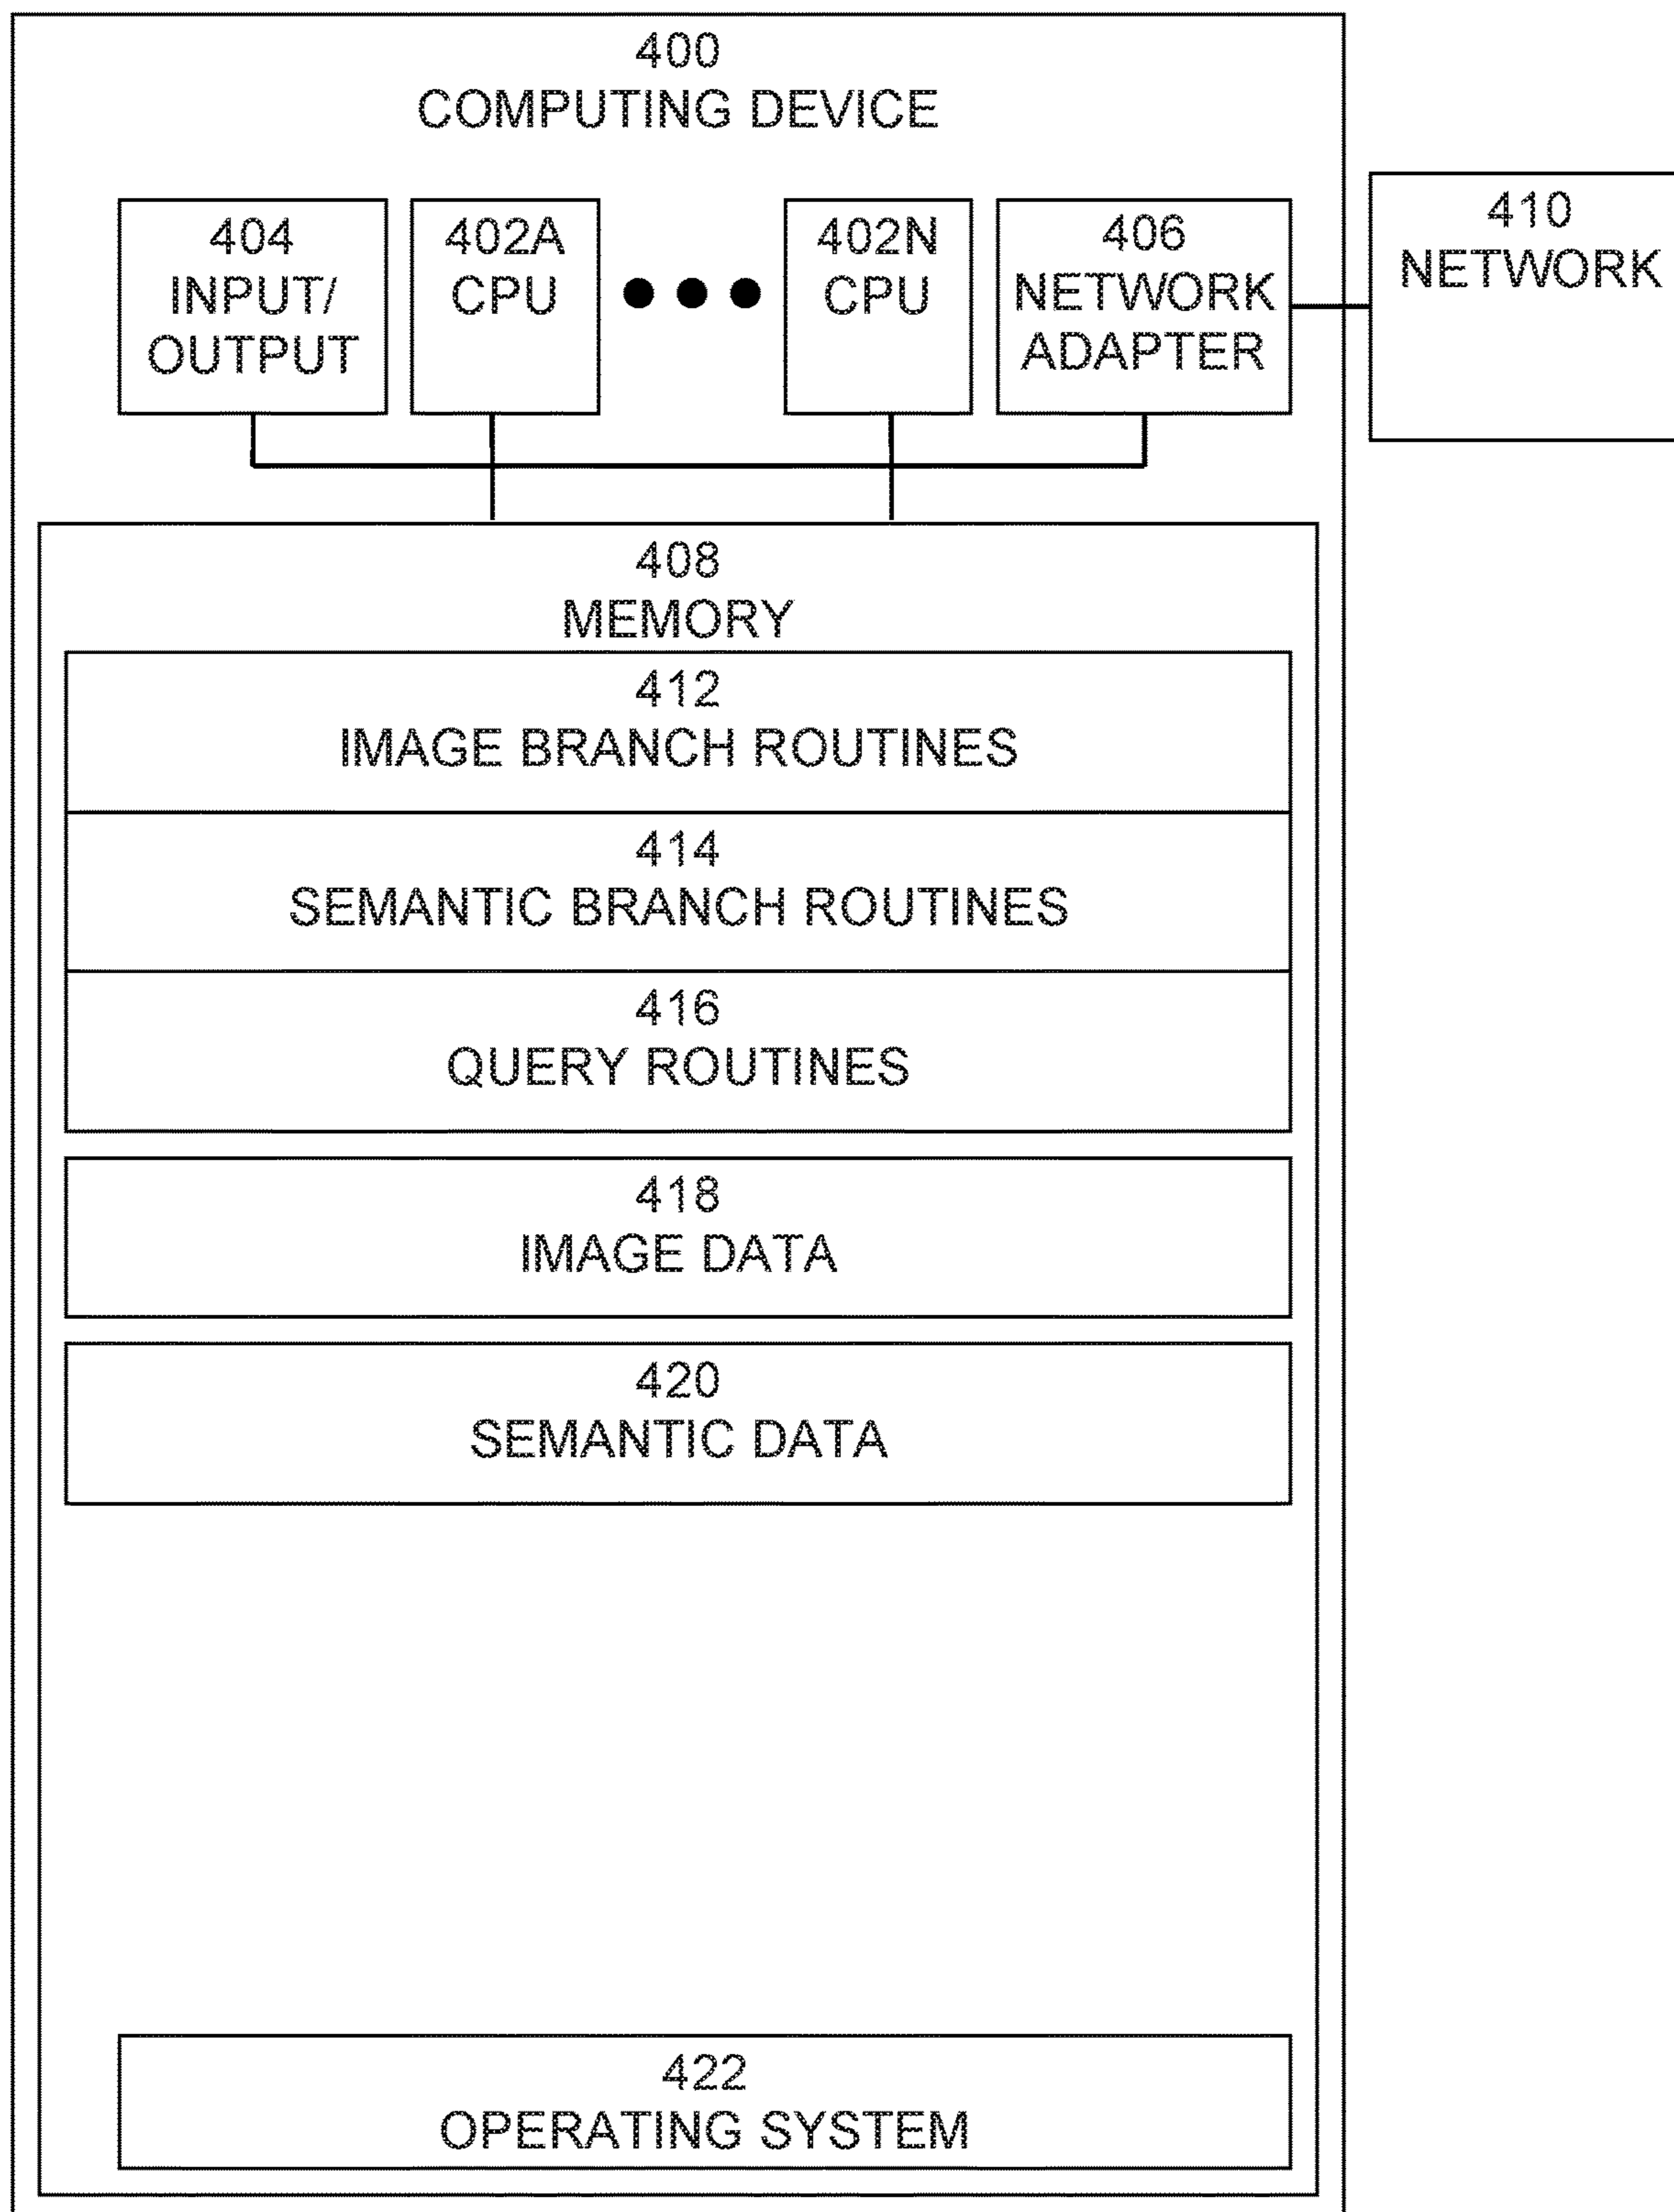 400
COMPUTING DEVICE
404
INPUT/
OUTPUT
402A
CPU
402N
CPU
406
NETWORK
ADAPTER
410
NETWORK
408
MEMORY
412
IMAGE BRANCH ROUTINES
414
SEMANTIC BRANCH ROUTINES
416
QUERY ROUTINES
418
IMAGE DATA
420
SEMANTIC DATA
422
OPERATING SYSTEM